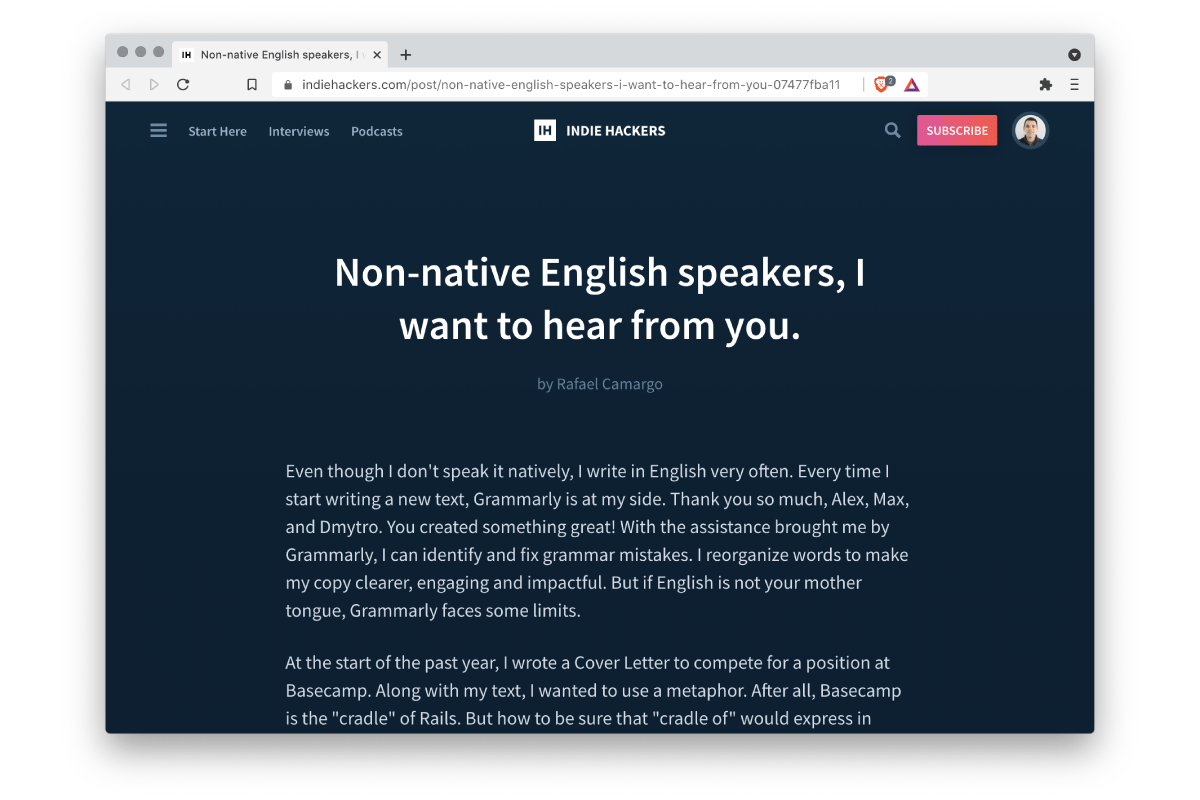 IH Non-native English speakers, I
indiehackers.com/post/non-native-english-speakers-i-want-to-hear-from-you-07477fba11
2
Start Here Interviews Podcasts
IH INDIE HACKERS
SUBSCRIBE
Non-native English speakers, I
want to hear from you.
by Rafael Camargo
Even though I don't speak it natively, I write in English very often. Every time I
start writing a new text, Grammarly is at my side. Thank you so much, Alex, Max,
and Dmytro. You created something great! With the assistance brought me by
Grammarly, I can identify and fix grammar mistakes. I reorganize words to make
my copy clearer, engaging and impactful. But if English is not your mother
tongue, Grammarly faces some limits.
At the start of the past year, I wrote a Cover Letter to compete for a position at
Basecamp. Along with my text, I wanted to use a metaphor. After all, Basecamp
is the "cradle" of Rails. But how to be sure that "cradle of" would express in